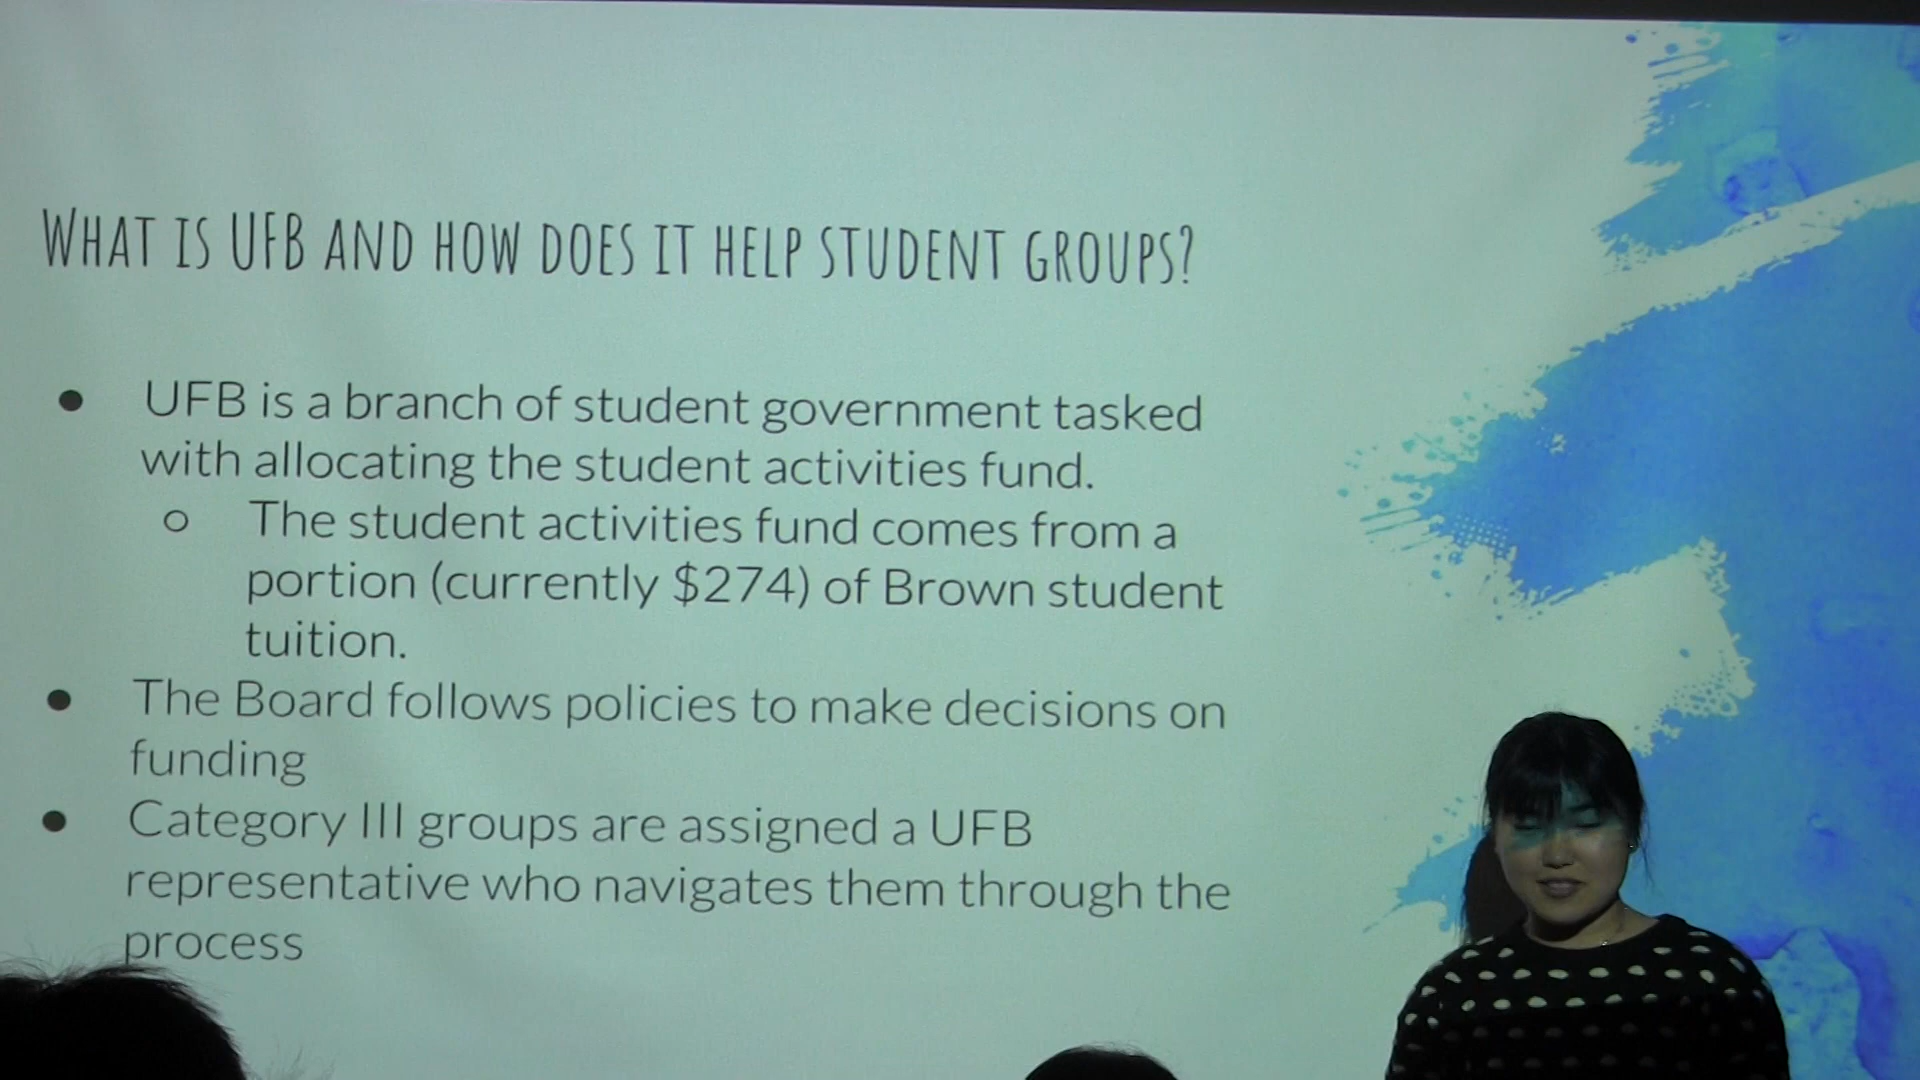 WHAT IS UFB AND HOW DOES IT HELP STUDENT GROUPS?
● UFB is a branch of student government tasked
with allocating the student activities fund.
○ The student activities fund comes from a
portion (currently $274) of Brown student
tuition.
● The Board follows policies to make decisions on
funding
● Category III groups are assigned a UFB
representative who navigates them through the
process